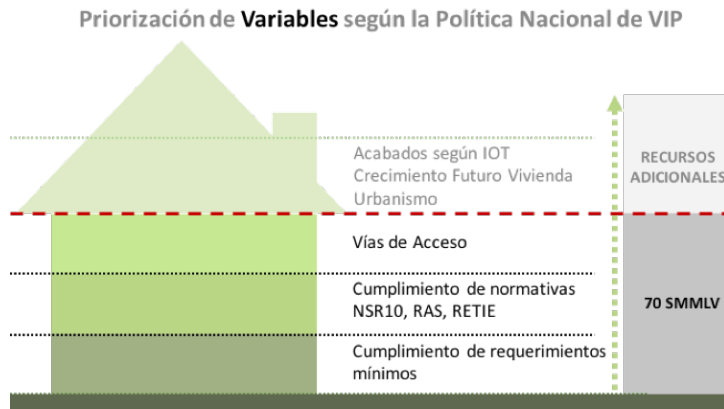 Priorización de Variables según la Política Nacional de VIP
Acabados según IOT
Crecimiento Futuro Vivienda
Urbanismo
RECURSOS
ADICIONALES
Vías de Acceso
Cumplimiento de normativas
NSR10, RAS, RETIE
70 SMMLV
Cumplimiento de requerimientos
mínimos